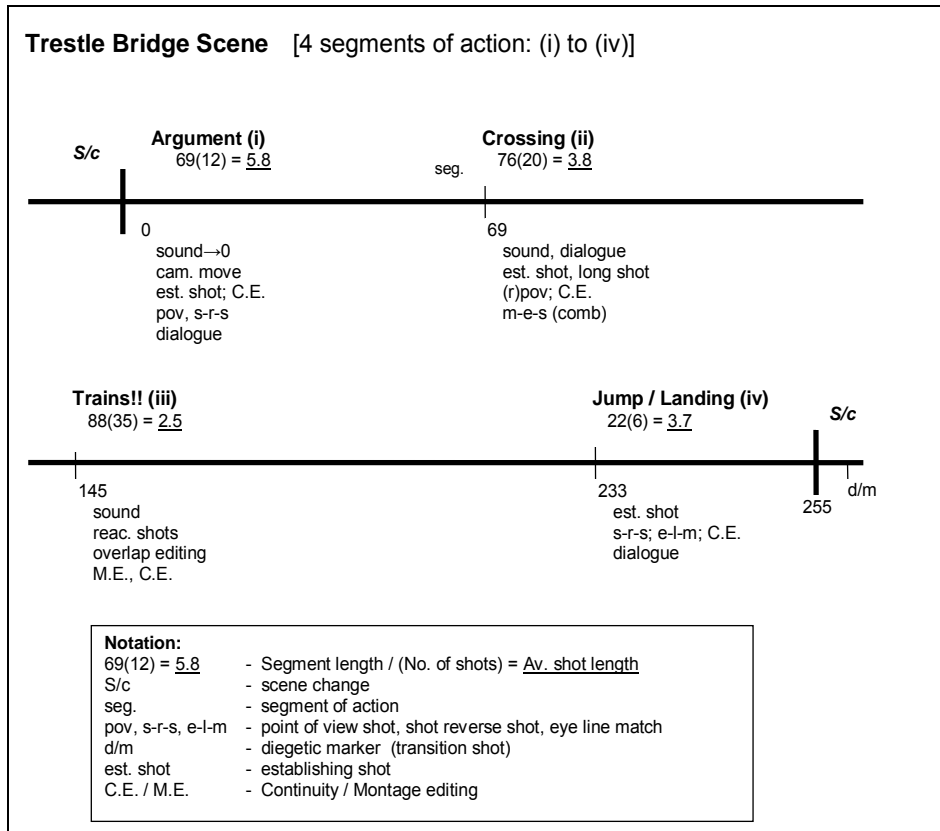 Trestle Bridge Scene [4 segments of action: (i) to (iv)]
S/c
Argument (i)
69(12) = 5.8
seg.
Crossing (ii)
76(20) = 3.8
0
sound→0
cam. move
est. shot; C.E.
pov, s-r-s
dialogue
69
sound, dialogue
est. shot, long shot
(r)pov; C.E.
m-e-s (comb)
Trains!! (iii)
88(35) = 2.5
Jump / Landing (iv)
22(6) = 3.7
S/c
145
sound
reac. shots
overlap editing
M.E., C.E.
233
est. shot
s-r-s; e-l-m; C.E.
dialogue
255
d/m
Notation:
69(12) = 5.8 - Segment length / (No. of shots) = Av. shot length
S/c - scene change
seg. - segment of action
pov, s-r-s, e-l-m - point of view shot, shot reverse shot, eye line match
d/m - diegetic marker (transition shot)
est. shot - establishing shot
C.E. / M.E. - Continuity / Montage editing